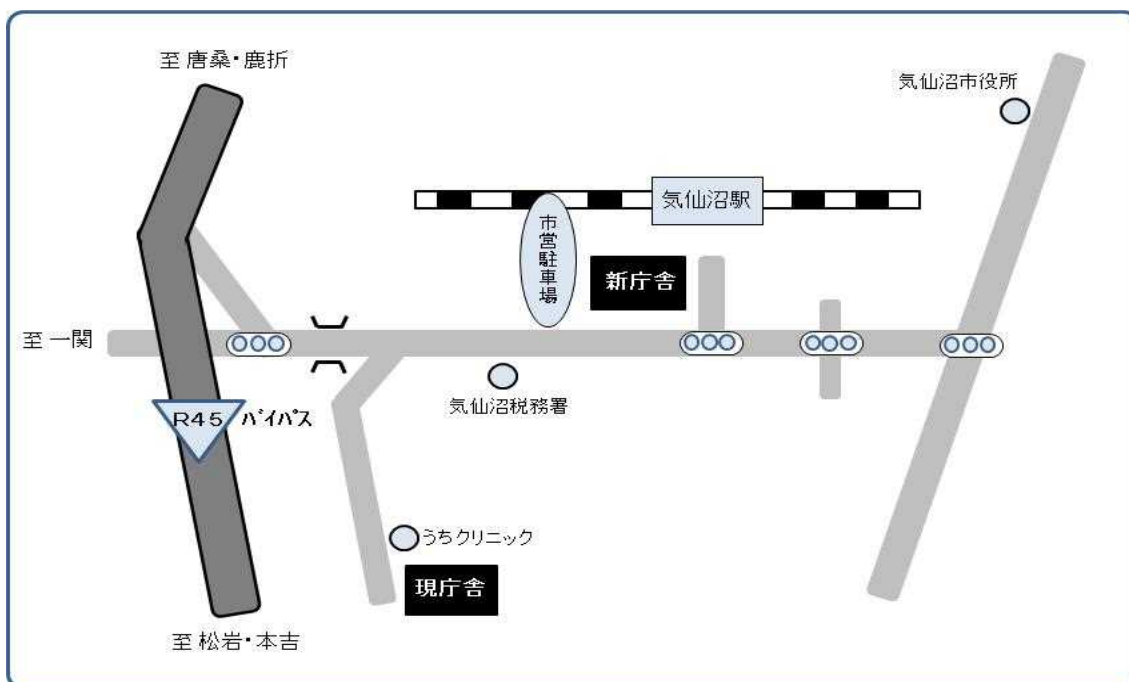 至 唐桑・鹿折
気仙沼市役所
気仙沼駅
市営駐車場
新庁舎
至 一関
気仙沼税務署
R45 バイパス
うちクリニック
現庁舎
至 松岩・本吉